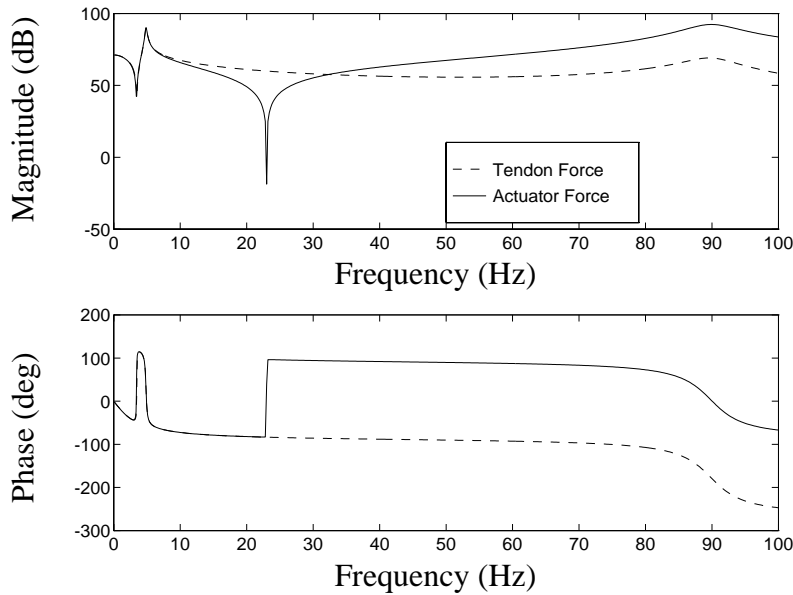 Magnitude (dB)
100
50
0
-50
0 10 20 30 40 50 60 70 80 90 100
Tendon Force
Actuator Force
Frequency (Hz)
Phase (deg)
200
100
0
-100
-200
-300
0 10 20 30 40 50 60 70 80 90 100
Frequency (Hz)